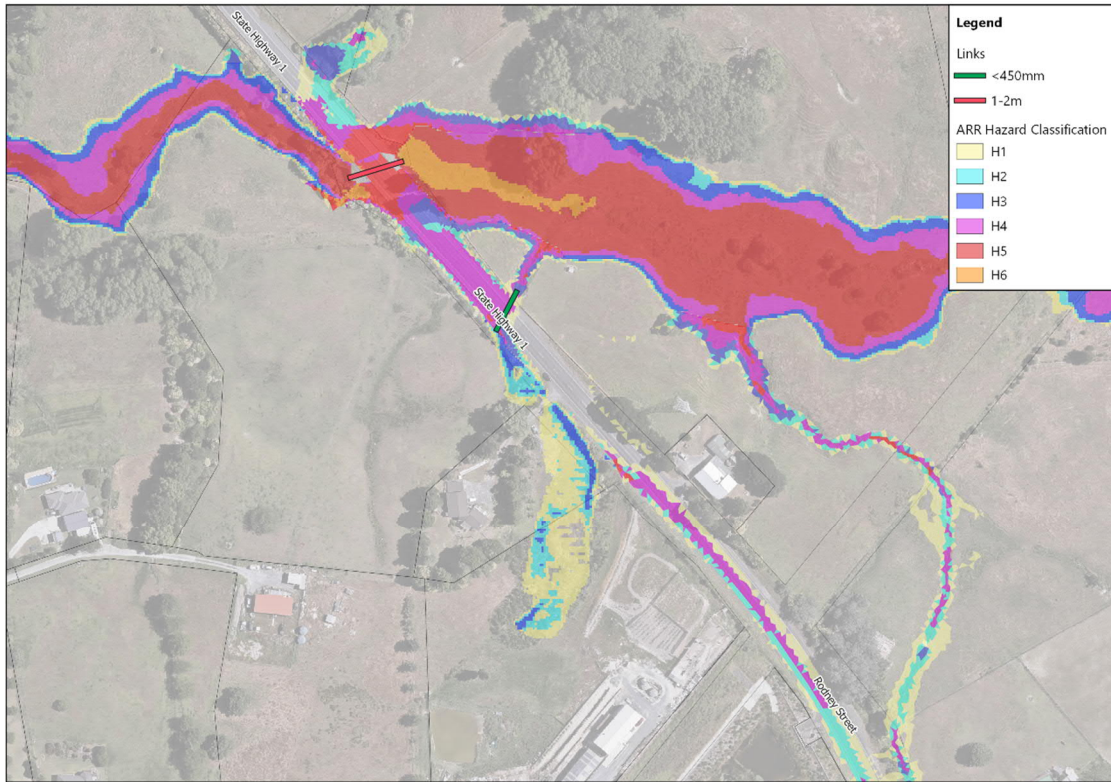 State Highway 1
Legend
Links
<450mm
1-2m
ARR Hazard Classification
H1
H2
H3
H4
H5
H6
State Highway 1
Rodney Street